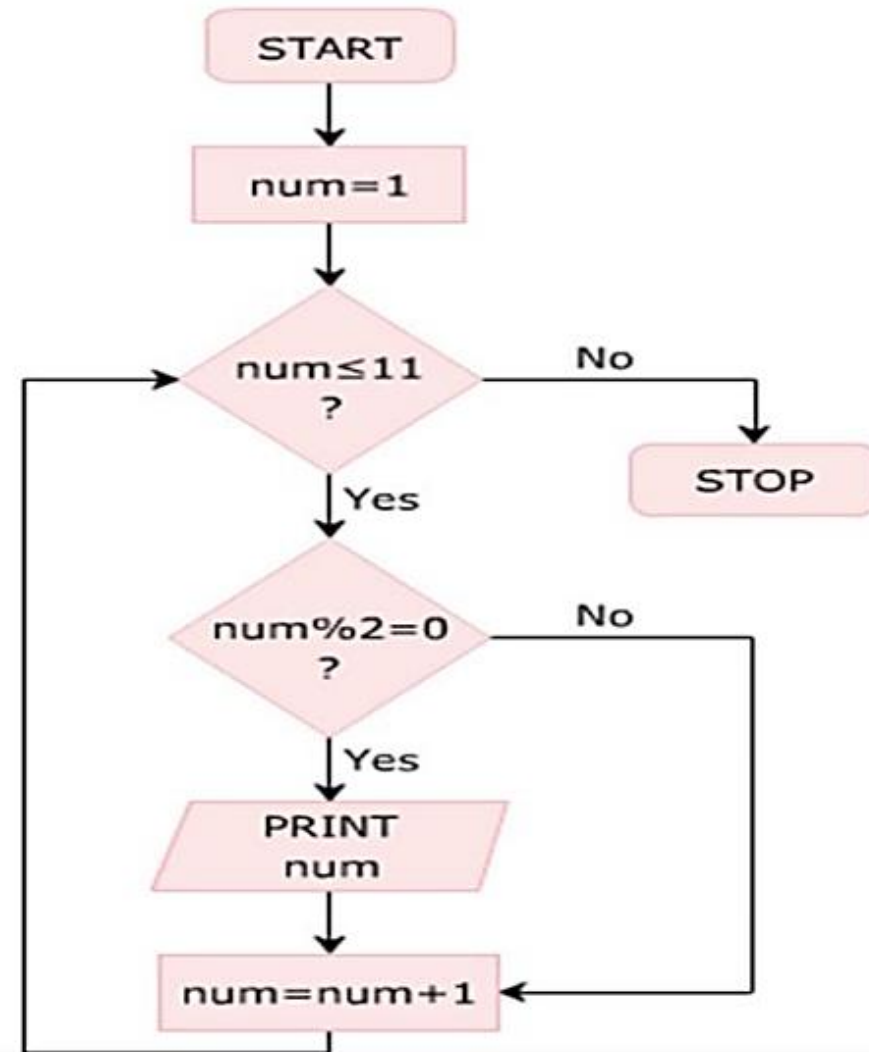 START
num=1
num≤11
?
No
STOP
Yes
num%2=0
?
No
Yes
PRINT
num
num=num+1